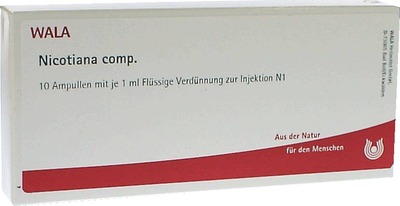 WALA
Nicotiana comp.
10 Ampullen mit je 1 ml Flüssige Verdünnung zur Injektion N1
Aus der Natur
für den Menschen
WALA